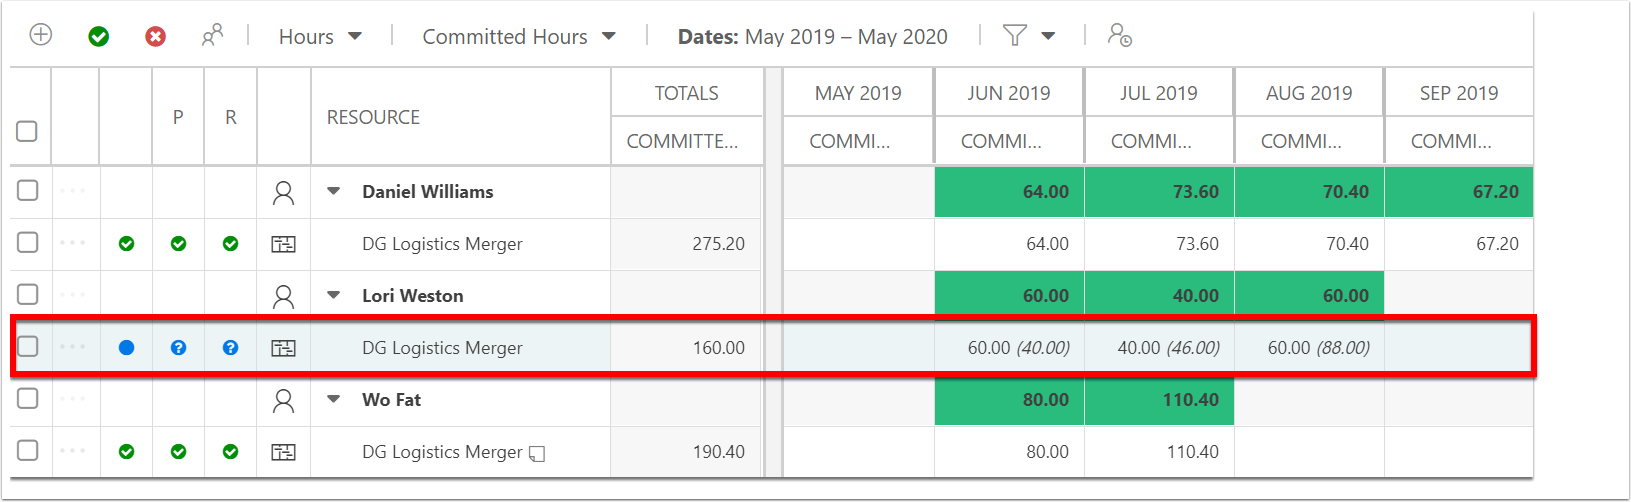 Hours Committed Hours Dates: May 2019 – May 2020
TOTALS MAY 2019 JUN 2019 JUL 2019 AUG 2019 SEP 2019
P R RESOURCE
COMMITTE... COMMI... COMMI... COMMI... COMMI... COMMI...
Daniel Williams 64.00 73.60 70.40 67.20
DG Logistics Merger 275.20 64.00 73.60 70.40 67.20
Lori Weston 60.00 40.00 60.00
? ? DG Logistics Merger 160.00 60.00 (40.00) 40.00 (46.00) 60.00 (88.00)
Wo Fat 80.00 110.40
DG Logistics Merger 190.40 80.00 110.40